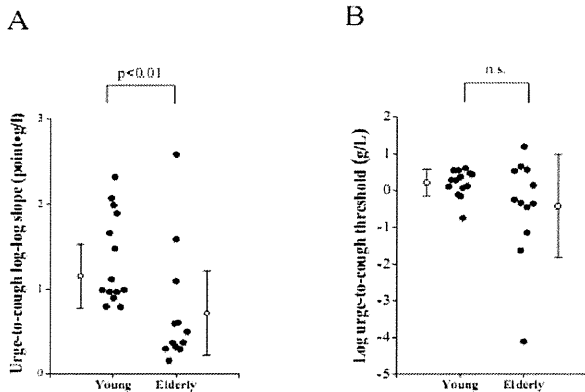 A
p<0.01
Urge-to-cough log-log slope (point•g/l)
3
2
1
0
Young
Elderly
B
n.s.
Log urge-to-cough threshold (g/L)
2
1
0
-1
-2
-3
-4
-5
Young
Elderly